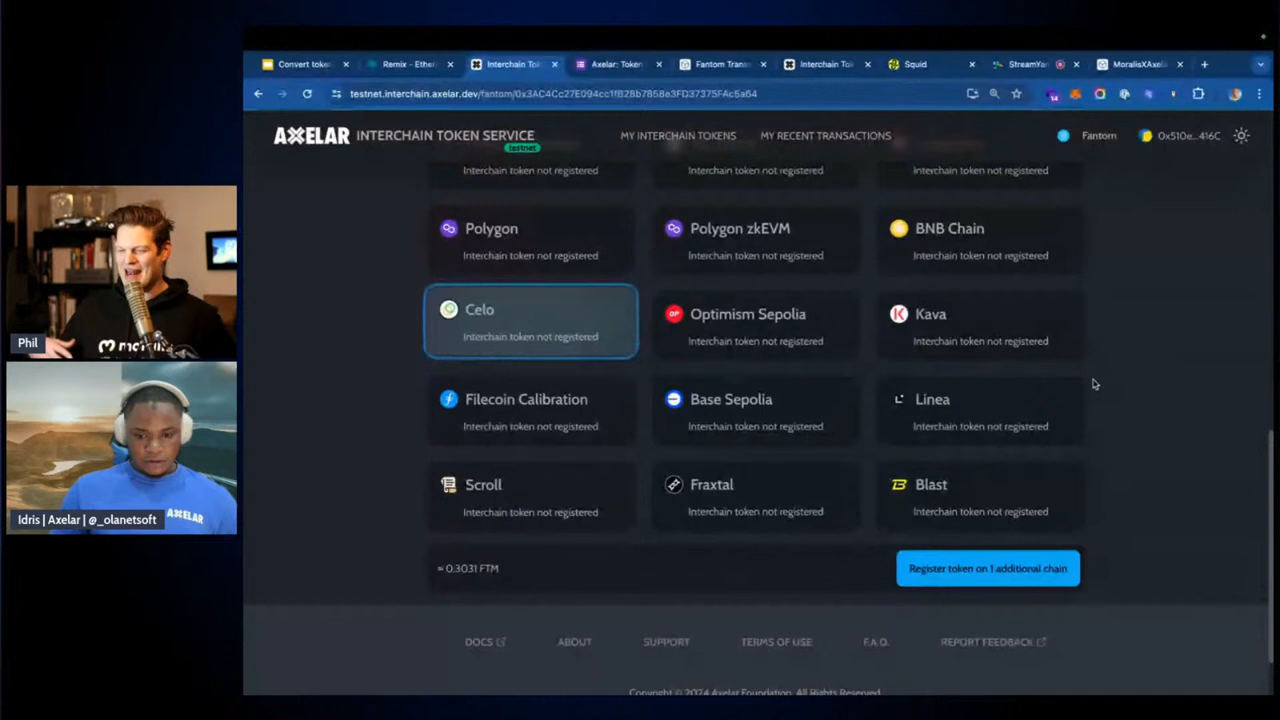 Convert token
Remix - Ether
Interchain Tok
Axelar: Token
Fantom Trans
Interchain Tok
Squid
StreamYar
MoralisXAxela
testnet.interchain.axelar.dev/fantom/
AXELAR INTERCHAIN TOKEN SERVICE
testnet
MY INTERCHAIN TOKENS
MY RECENT TRANSACTIONS
Fantom
0x510e...416C
Interchain token not registered
Interchain token not registered
Interchain token not registered
Polygon
Interchain token not registered
Polygon zkEVM
Interchain token not registered
BNB Chain
Interchain token not registered
Celo
Interchain token not registered
OP
Optimism Sepolia
Interchain token not registered
Kava
Interchain token not registered
Filecoin Calibration
Interchain token not registered
Base Sepolia
Interchain token not registered
Linea
Interchain token not registered
Scroll
Interchain token not registered
Fraxtal
Interchain token not registered
Blast
Interchain token not registered
≈ 0.3031 FTM
Register token on 1 additional chain
DOCS
ABOUT
SUPPORT
TERMS OF USE
F.A.Q.
REPORT FEEDBACK
Copyright © 2024 Axelar Foundation. All Rights Reserved.
Phil
AXELAR
Idris | Axelar | @_olanetsoft